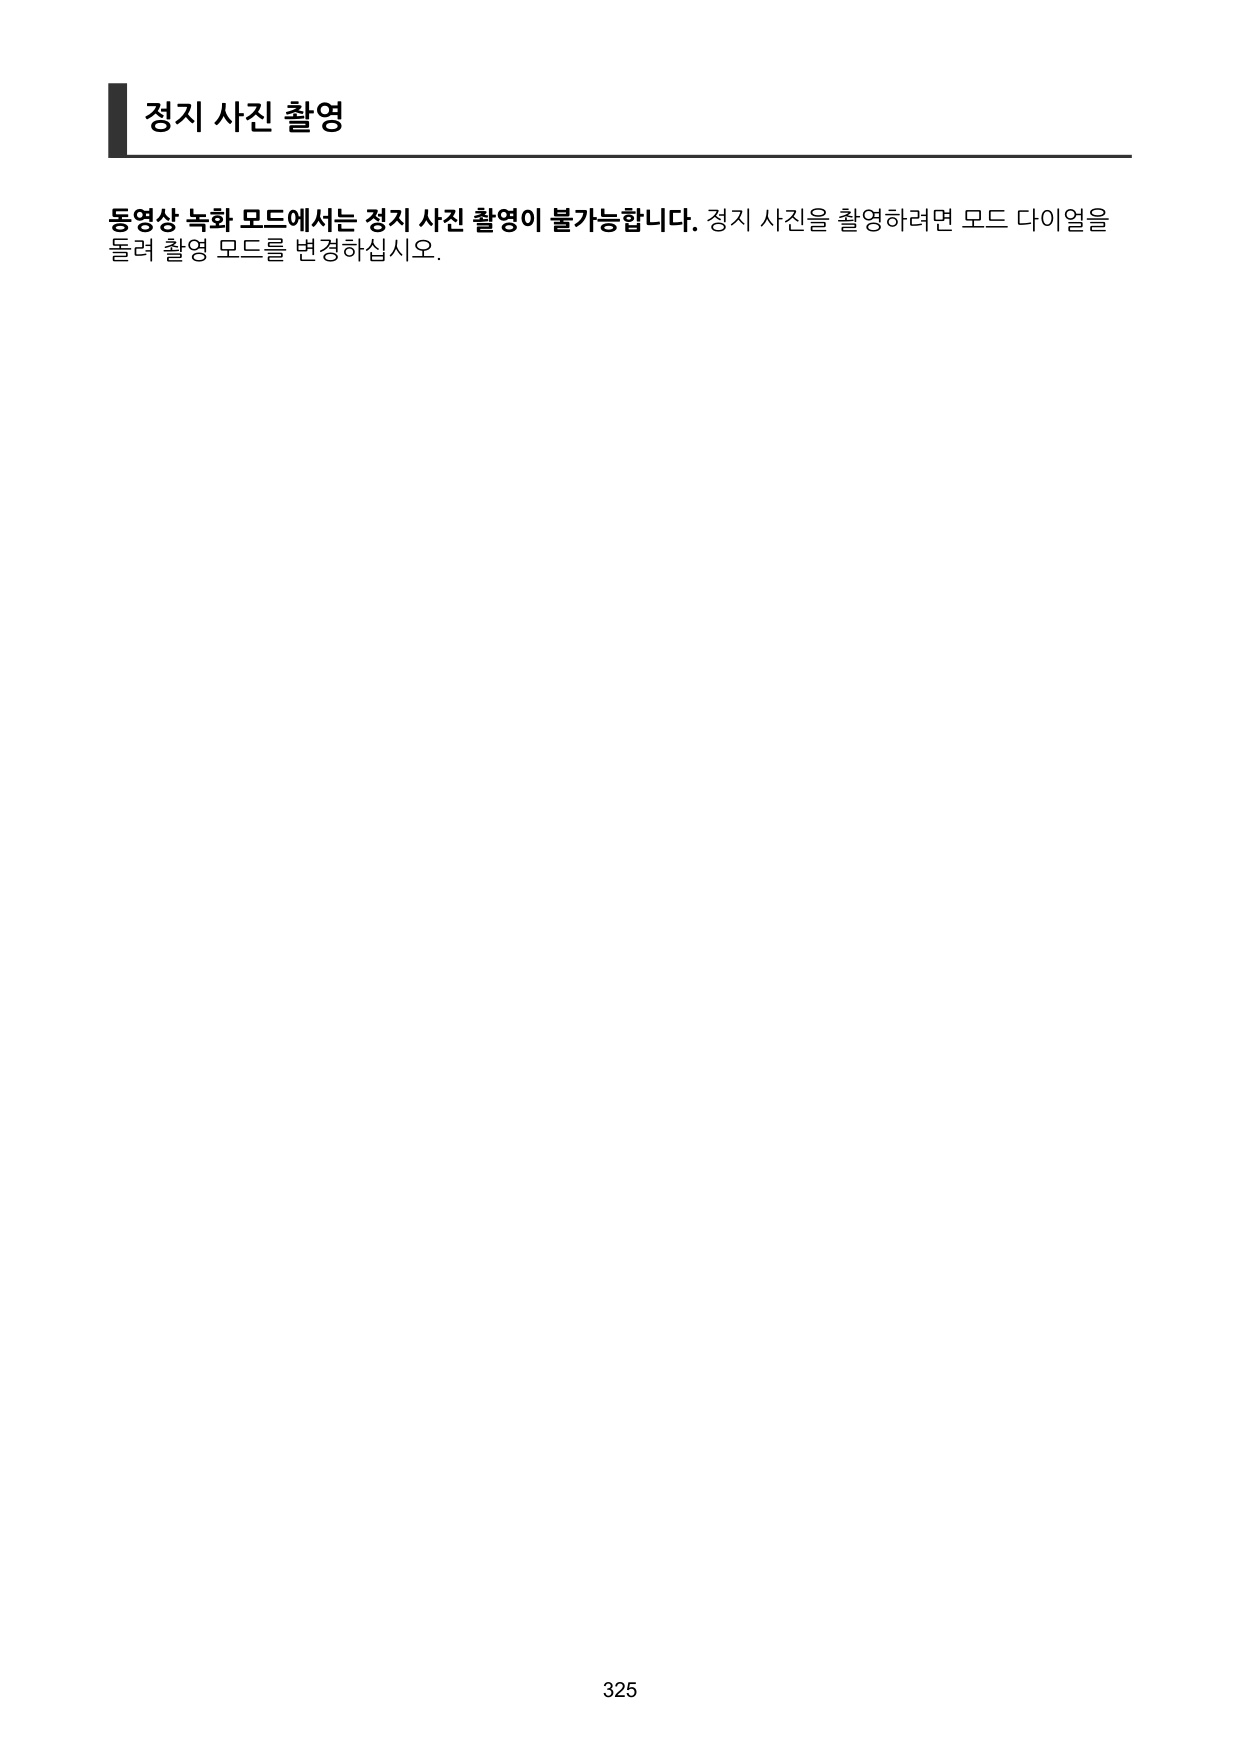 정지 사진 촬영
동영상 녹화 모드에서는 정지 사진 촬영이 불가능합니다. 정지 사진을 촬영하려면 모드 다이얼을
돌려 촬영 모드를 변경하십시오.
325